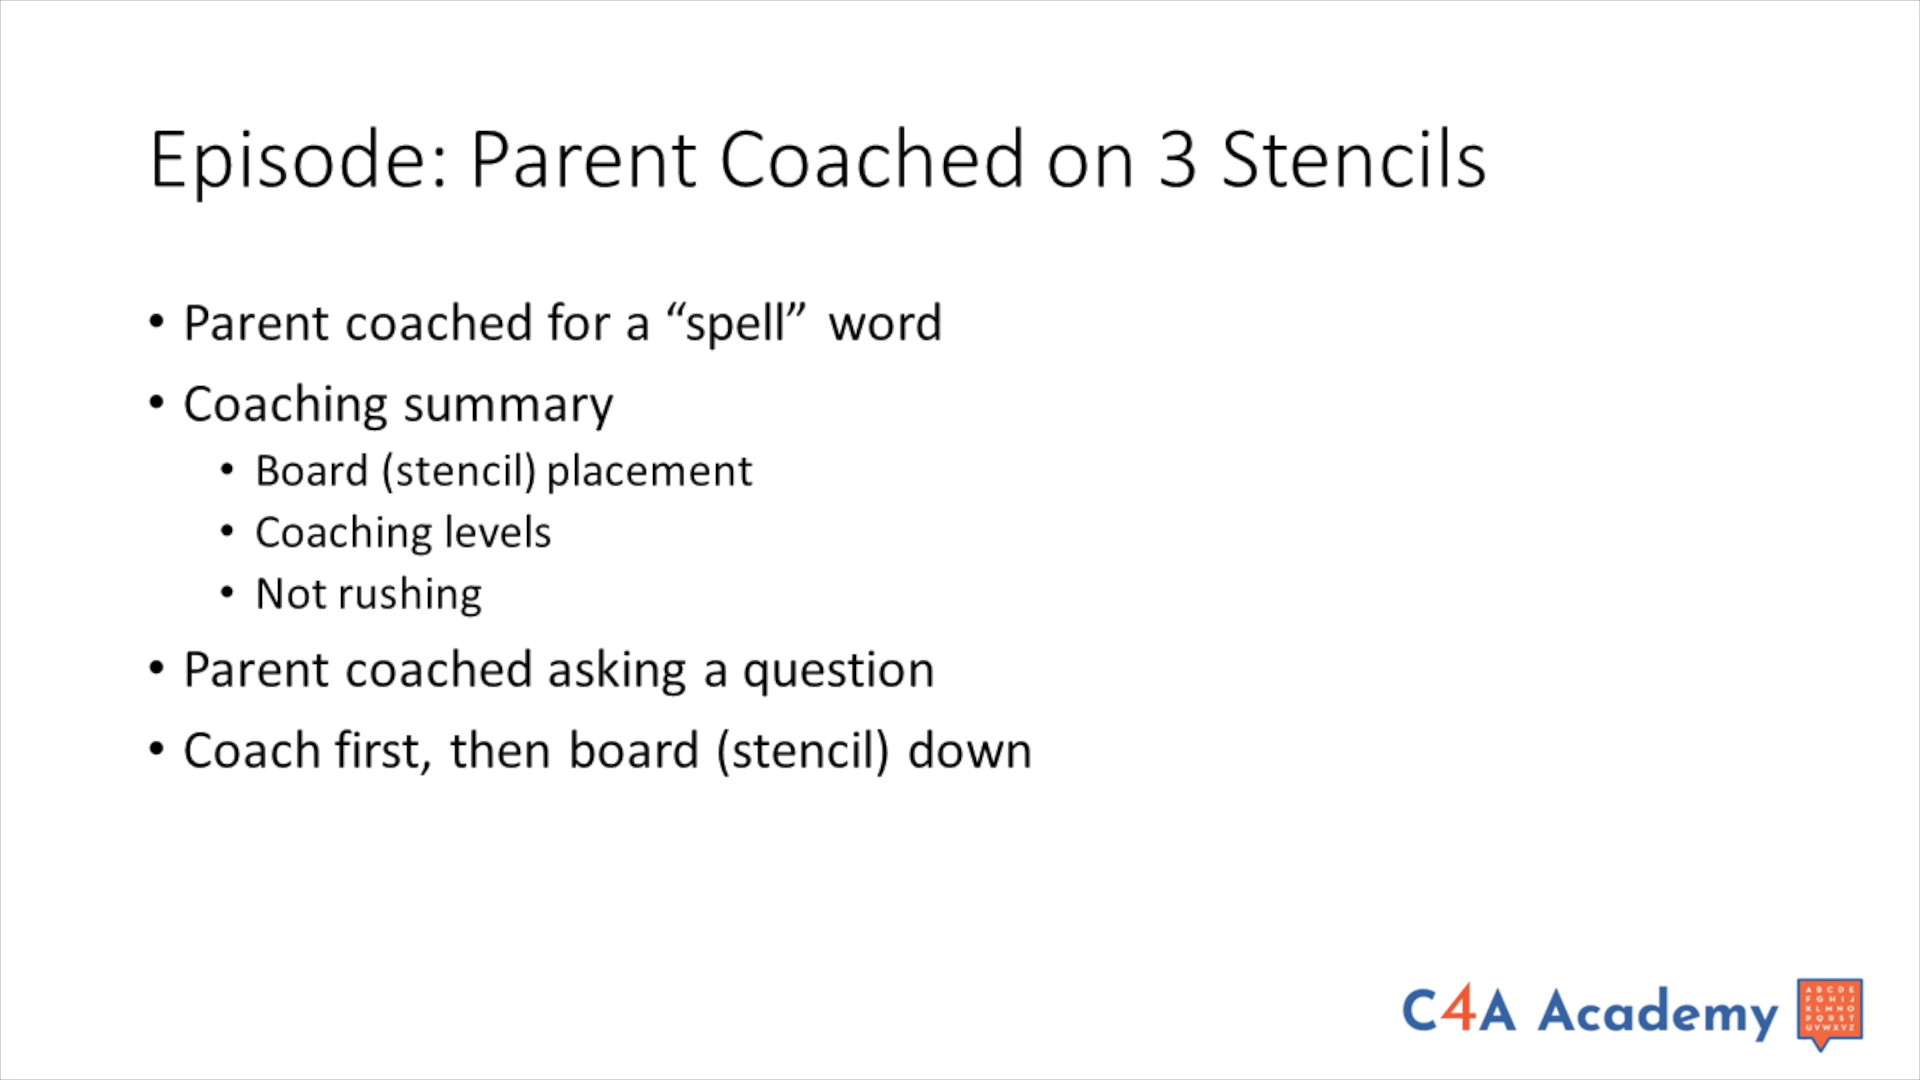 Episode: Parent Coached on 3 Stencils
• Parent coached for a “spell” word
• Coaching summary
• Board (stencil) placement
• Coaching levels
• Not rushing
• Parent coached asking a question
• Coach first, then board (stencil) down
C4A Academy
A B C D E
F G H I J
K L M N O
P Q R S T
U V W X Y Z